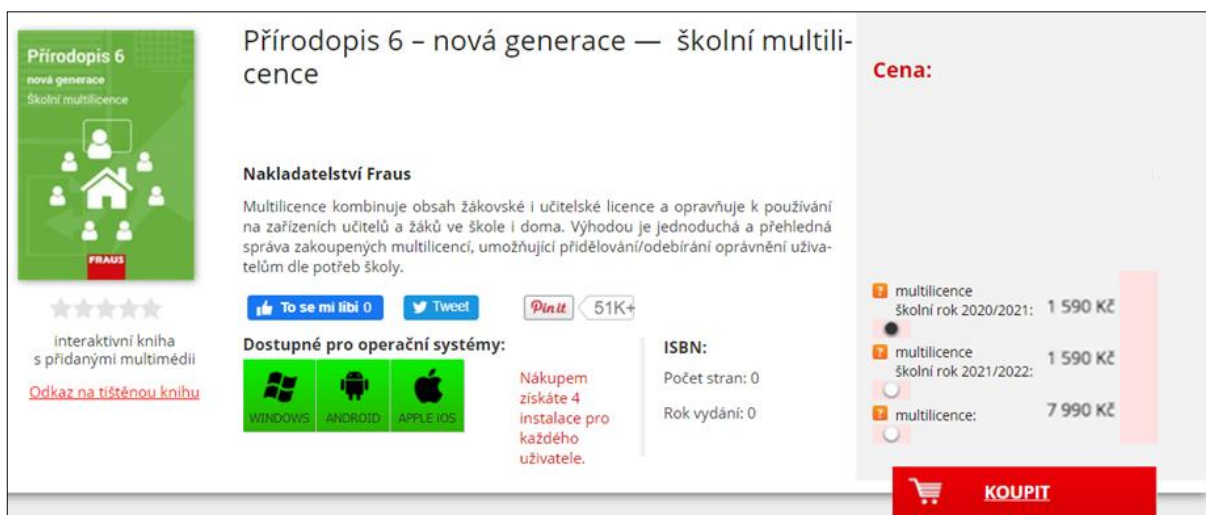 Přírodopis 6
nová generace
Školní multilicence
FRAUS
interaktivní kniha
s přidanými multimédii
Odkaz na tištěnou knihu
Přírodopis 6 – nová generace — školní multili-
cence
Nakladatelství Fraus
Multilicence kombinuje obsah žákovské i učitelské licence a opravňuje k používání
na zařízeních učitelů a žáků ve škole i doma. Výhodou je jednoduchá a přehledná
správa zakoupených multilicencí, umožňující přidělování/odebírání oprávnění uživa-
telům dle potřeb školy.
To se mi líbí 0 Tweet Pin it 51K+
Dostupné pro operační systémy:
WINDOWS ANDROID APPLE iOS
Nákupem
získáte 4
instalace pro
každého
uživatele.
ISBN:
Počet stran: 0
Rok vydání: 0
Cena:
? multilicence
školní rok 2020/2021: 1 590 Kč
? multilicence
školní rok 2021/2022: 1 590 Kč
? multilicence: 7 990 Kč
KOUPIT